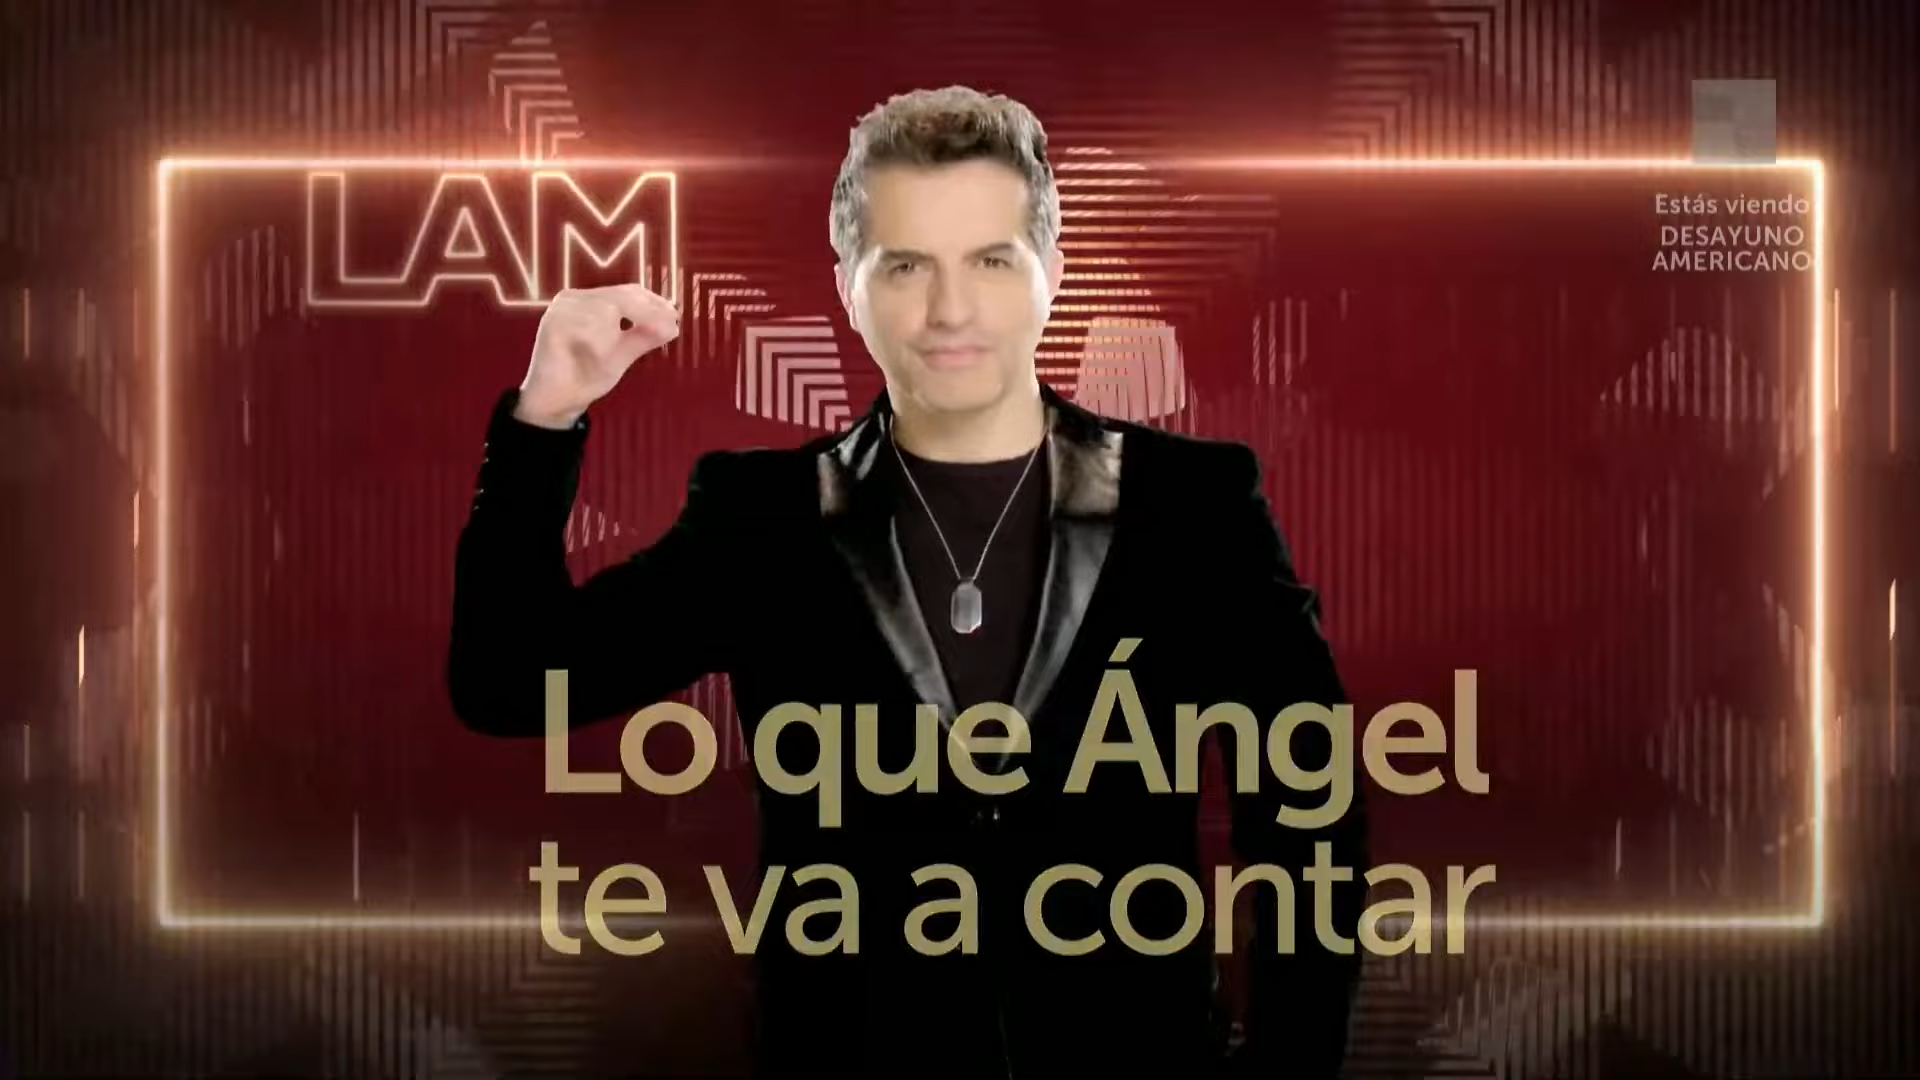 LAM
Estás viendo
DESAYUNO
AMERICANO
Lo que Ángel
te va a contar